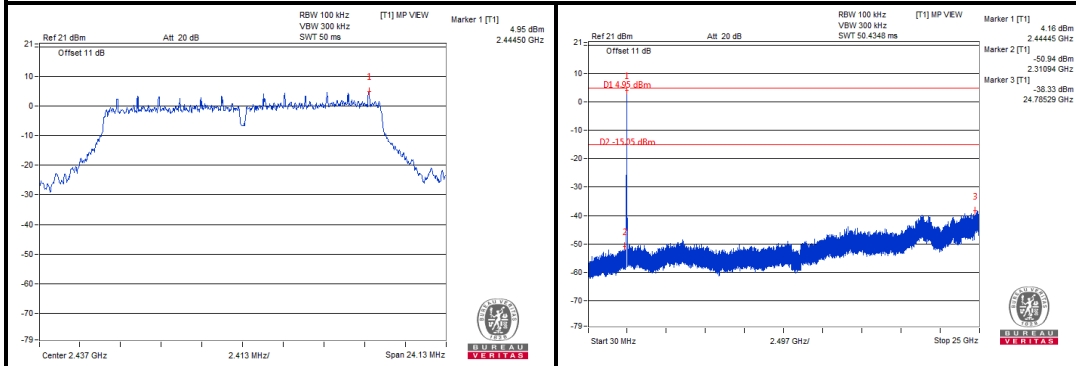 RBW 100 kHz [T1] MP VIEW
VBW 300 kHz
Ref 21 dBm Att 20 dB SWT 50 ms
Marker 1 [T1]
4.95 dBm
2.44450 GHz
21
Offset 11 dB
1
10
0
-10
-20
-30
-40
-50
-60
-70
-79
Center 2.437 GHz 2.413 MHz/ Span 24.13 MHz
1828
BUREAU
VERITAS
RBW 100 kHz [T1] MP VIEW
VBW 300 kHz
Ref 21 dBm Att 20 dB SWT 50.4348 ms
Marker 1 [T1]
4.16 dBm
2.44445 GHz
Marker 2 [T1]
-50.94 dBm
2.31094 GHz
Marker 3 [T1]
-38.33 dBm
24.78529 GHz
21
Offset 11 dB
10
1
D1 4.95 dBm
0
-10
D2 -15.05 dBm
-20
-30
3
-40
2
-50
-60
-70
-79
Start 30 MHz 2.497 GHz/ Stop 25 GHz
1828
BUREAU
VERITAS